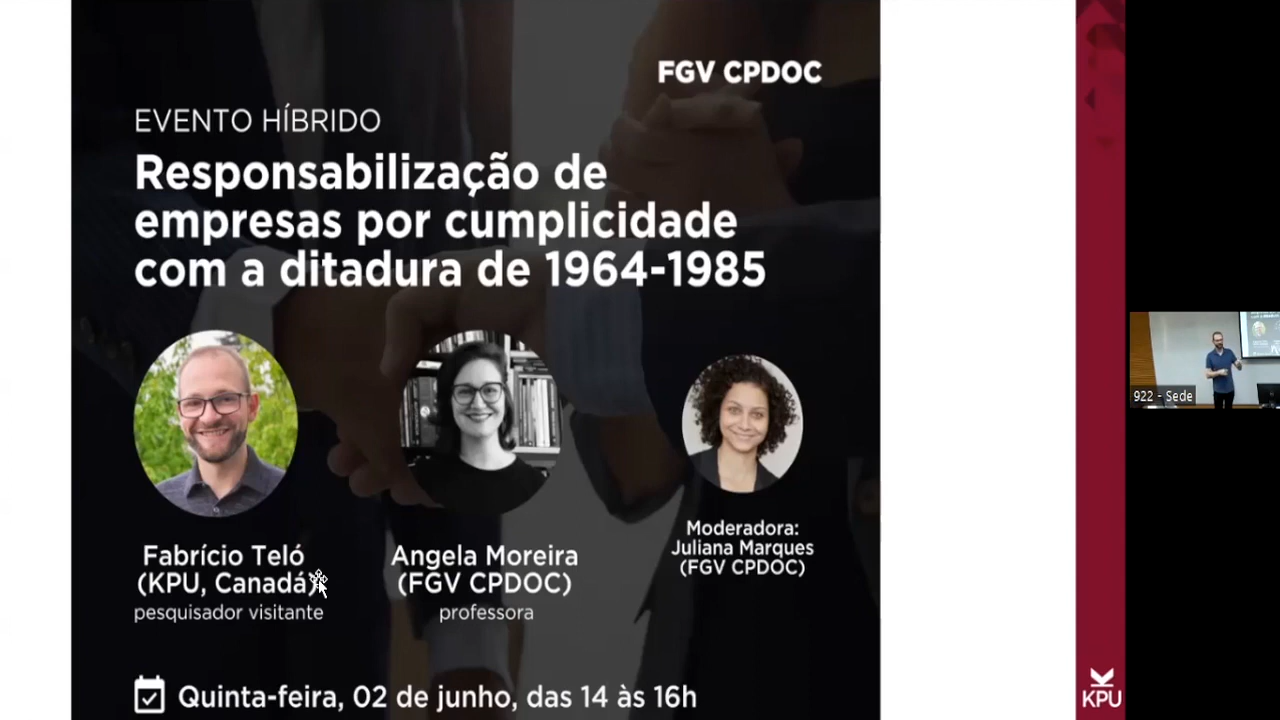 FGV CPDOC
EVENTO HÍBRIDO
Responsabilização de
empresas por cumplicidade
com a ditadura de 1964-1985
Fabrício Teló
(KPU, Canadá)
pesquisador visitante
Angela Moreira
(FGV CPDOC)
professora
Moderadora:
Juliana Marques
(FGV CPDOC)
Quinta-feira, 02 de junho, das 14 às 16h
KPU
922 - Sede